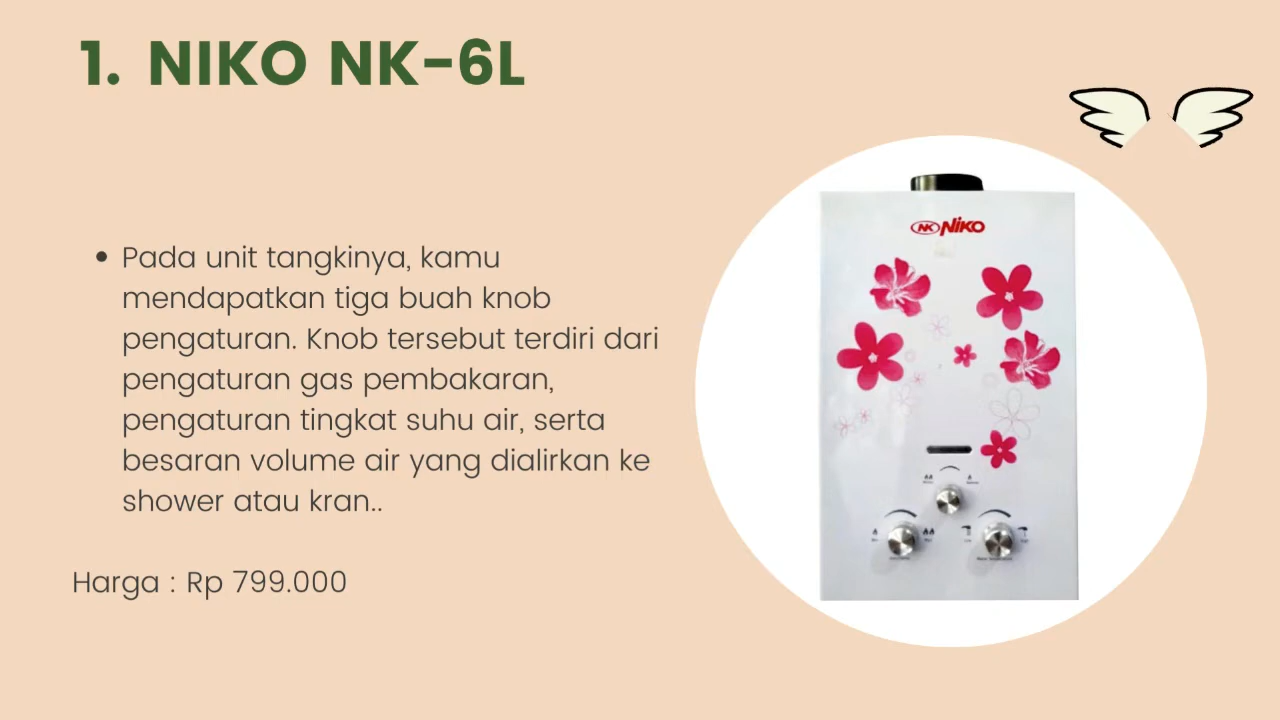 1. NIKO NK-6L
Pada unit tangkinya, kamu
mendapatkan tiga buah knob
pengaturan. Knob tersebut terdiri dari
pengaturan gas pembakaran,
pengaturan tingkat suhu air, serta
besaran volume air yang dialirkan ke
shower atau kran..
Harga : Rp 799.000
NK NiKO